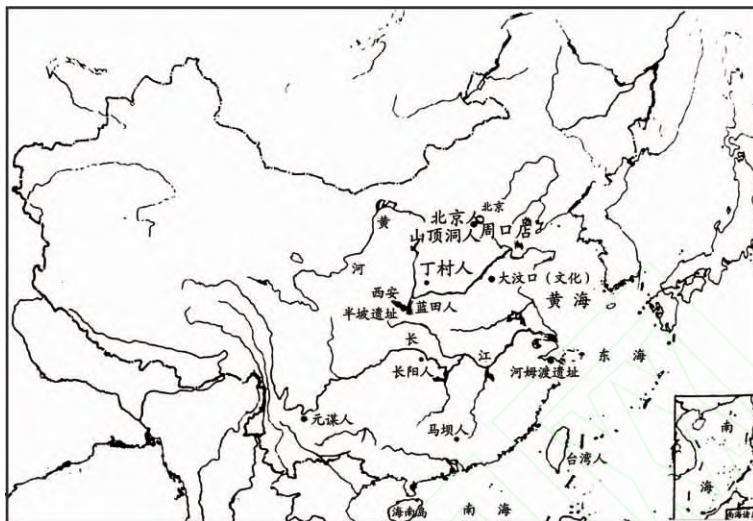 北京
北京人
山顶洞人 周口店
黄
河
丁村人
大汶口（文化）
黄 海
西安
蓝田人
半坡遗址
长
江
长阳人
东 海
河姆渡遗址
元谋人
马坝人
台湾人
南
海
海南岛
南 海